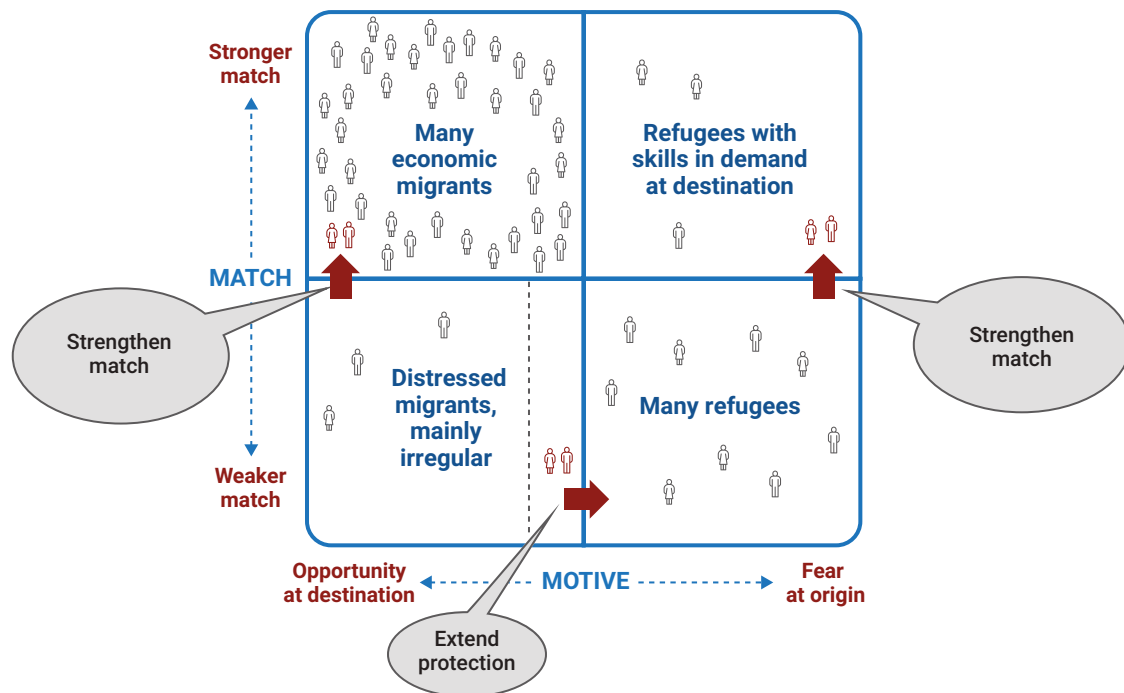 Stronger
match
Many
economic
migrants
Refugees with
skills in demand
at destination
MATCH
Strengthen
match
Strengthen
match
Distressed
migrants,
mainly
irregular
Many refugees
Weaker
match
Opportunity
at destination
MOTIVE
Fear
at origin
Extend
protection